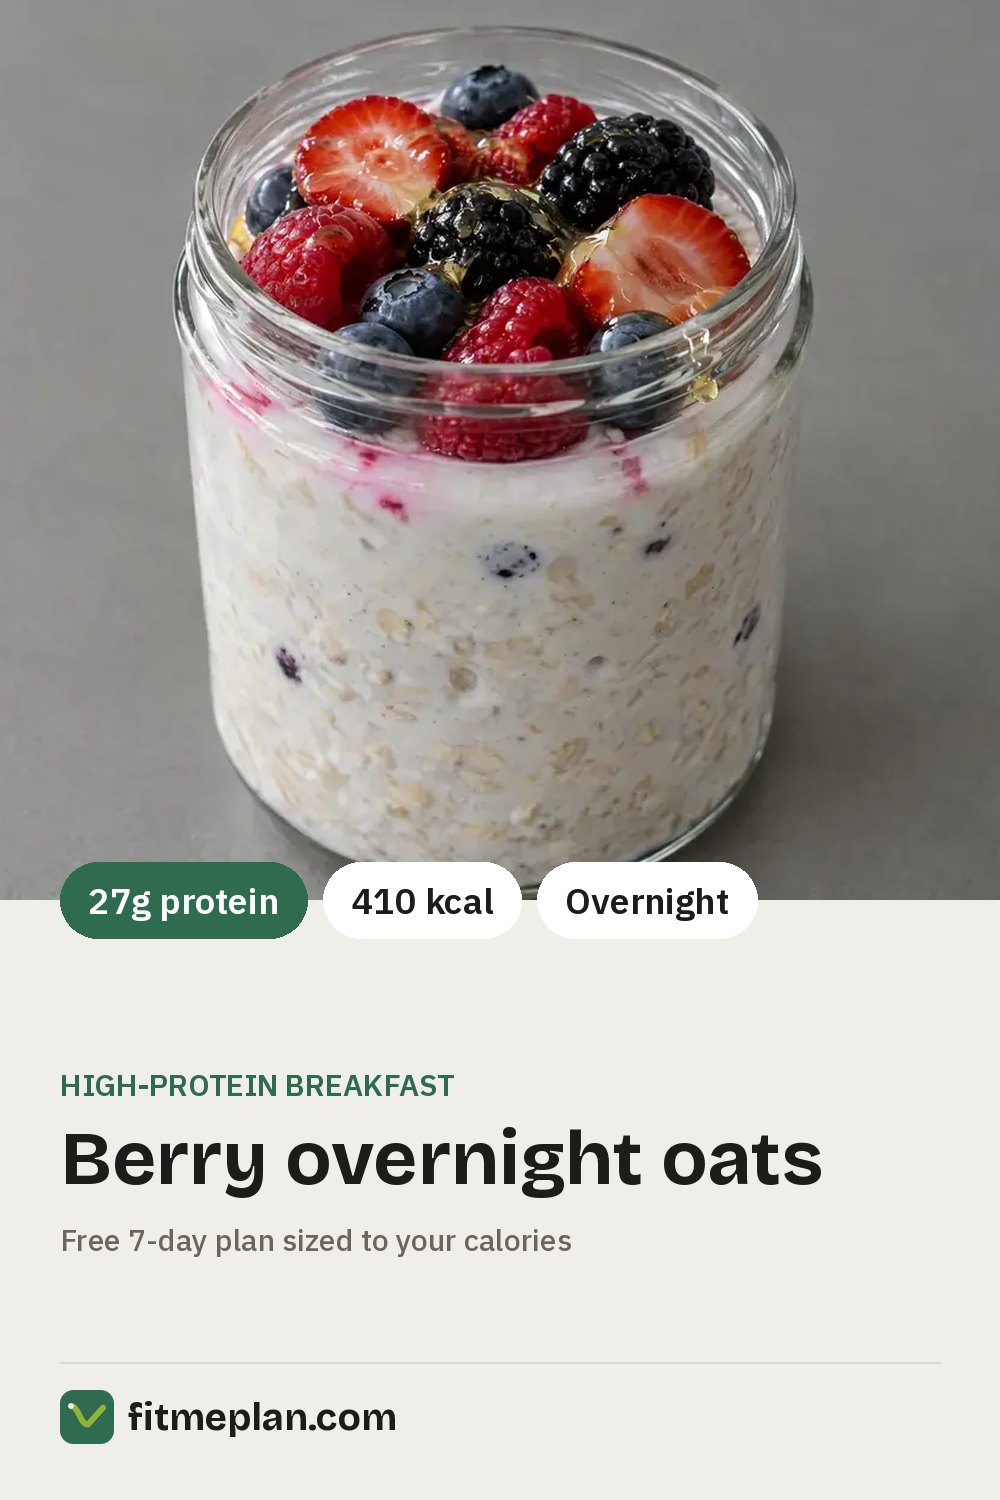 27g protein 410 kcal Overnight
HIGH-PROTEIN BREAKFAST
Berry overnight oats
Free 7-day plan sized to your calories
fitmeplan.com